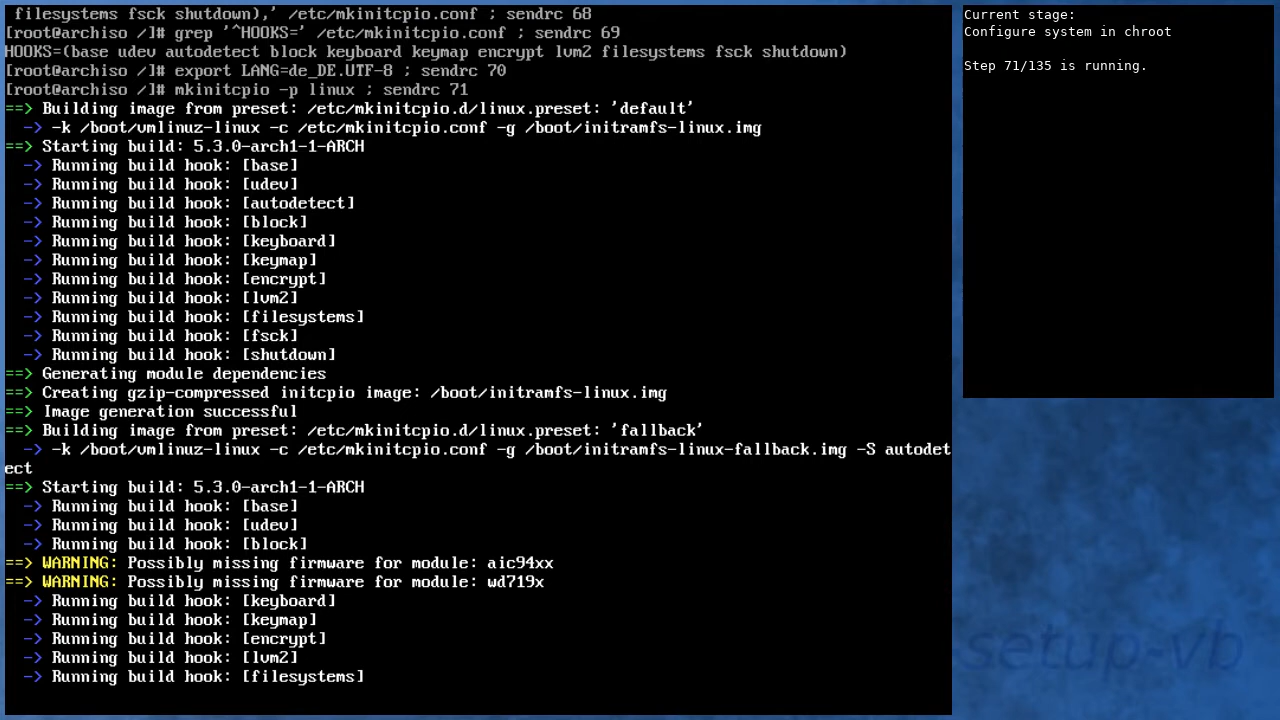 filesystems fsck shutdown),' /etc/mkinitcpio.conf ; sendrc 68
[root@archiso /]# grep '^HOOKS=' /etc/mkinitcpio.conf ; sendrc 69
HOOKS=(base udev autodetect block keyboard keymap encrypt lvm2 filesystems fsck shutdown)
[root@archiso /]# export LANG=de_DE.UTF-8 ; sendrc 70
[root@archiso /]# mkinitcpio -p linux ; sendrc 71
==> Building image from preset: /etc/mkinitcpio.d/linux.preset: 'default'
  -> -k /boot/vmlinuz-linux -c /etc/mkinitcpio.conf -g /boot/initramfs-linux.img
==> Starting build: 5.3.0-arch1-1-ARCH
  -> Running build hook: [base]
  -> Running build hook: [udev]
  -> Running build hook: [autodetect]
  -> Running build hook: [block]
  -> Running build hook: [keyboard]
  -> Running build hook: [keymap]
  -> Running build hook: [encrypt]
  -> Running build hook: [lvm2]
  -> Running build hook: [filesystems]
  -> Running build hook: [fsck]
  -> Running build hook: [shutdown]
==> Generating module dependencies
==> Creating gzip-compressed initcpio image: /boot/initramfs-linux.img
==> Image generation successful
==> Building image from preset: /etc/mkinitcpio.d/linux.preset: 'fallback'
  -> -k /boot/vmlinuz-linux -c /etc/mkinitcpio.conf -g /boot/initramfs-linux-fallback.img -S autodet
ect
==> Starting build: 5.3.0-arch1-1-ARCH
  -> Running build hook: [base]
  -> Running build hook: [udev]
  -> Running build hook: [block]
==> WARNING: Possibly missing firmware for module: aic94xx
==> WARNING: Possibly missing firmware for module: wd719x
  -> Running build hook: [keyboard]
  -> Running build hook: [keymap]
  -> Running build hook: [encrypt]
  -> Running build hook: [lvm2]
  -> Running build hook: [filesystems]
Current stage:
Configure system in chroot
Step 71/135 is running.
setup-vb